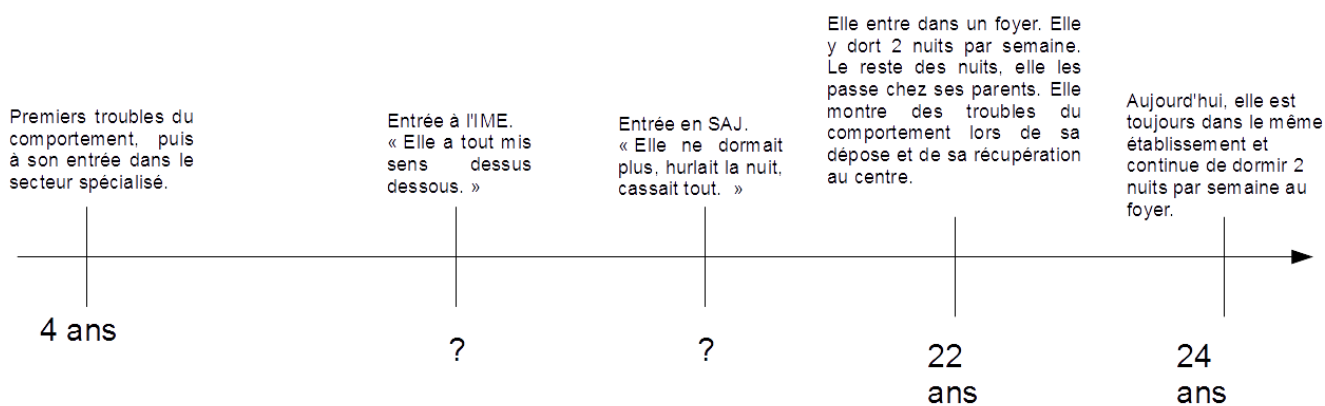 Premiers troubles du
comportement, puis
à son entrée dans le
secteur spécialisé.
Entrée à l'IME.
« Elle a tout mis
sens dessus
dessous. »
Entrée en SAJ.
« Elle ne dormait
plus, hurlait la nuit,
cassait tout. »
Elle entre dans un foyer. Elle
y dort 2 nuits par semaine.
Le reste des nuits, elle les
passe chez ses parents. Elle
montre des troubles du
comportement lors de sa
dépose et de sa récupération
au centre.
Aujourd'hui, elle est
toujours dans le même
établissement et
continue de dormir 2
nuits par semaine au
foyer.
4 ans
?
?
22
ans
24
ans